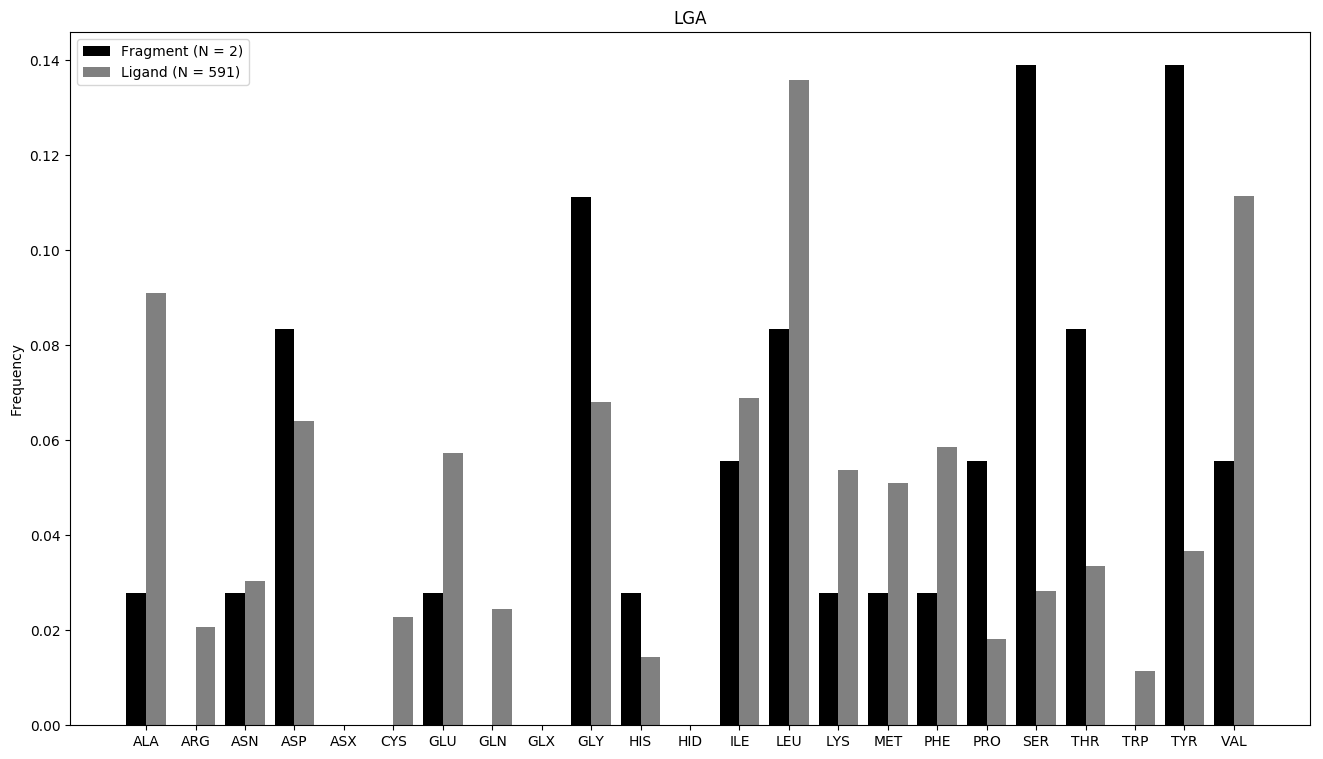 LGA
Fragment (N = 2)
Ligand (N = 591)
Frequency
0.14
0.12
0.10
0.08
0.06
0.04
0.02
0.00
ALA ARG ASN ASP ASX CYS GLU GLN GLX GLY HIS HID ILE LEU LYS MET PHE PRO SER THR TRP TYR VAL